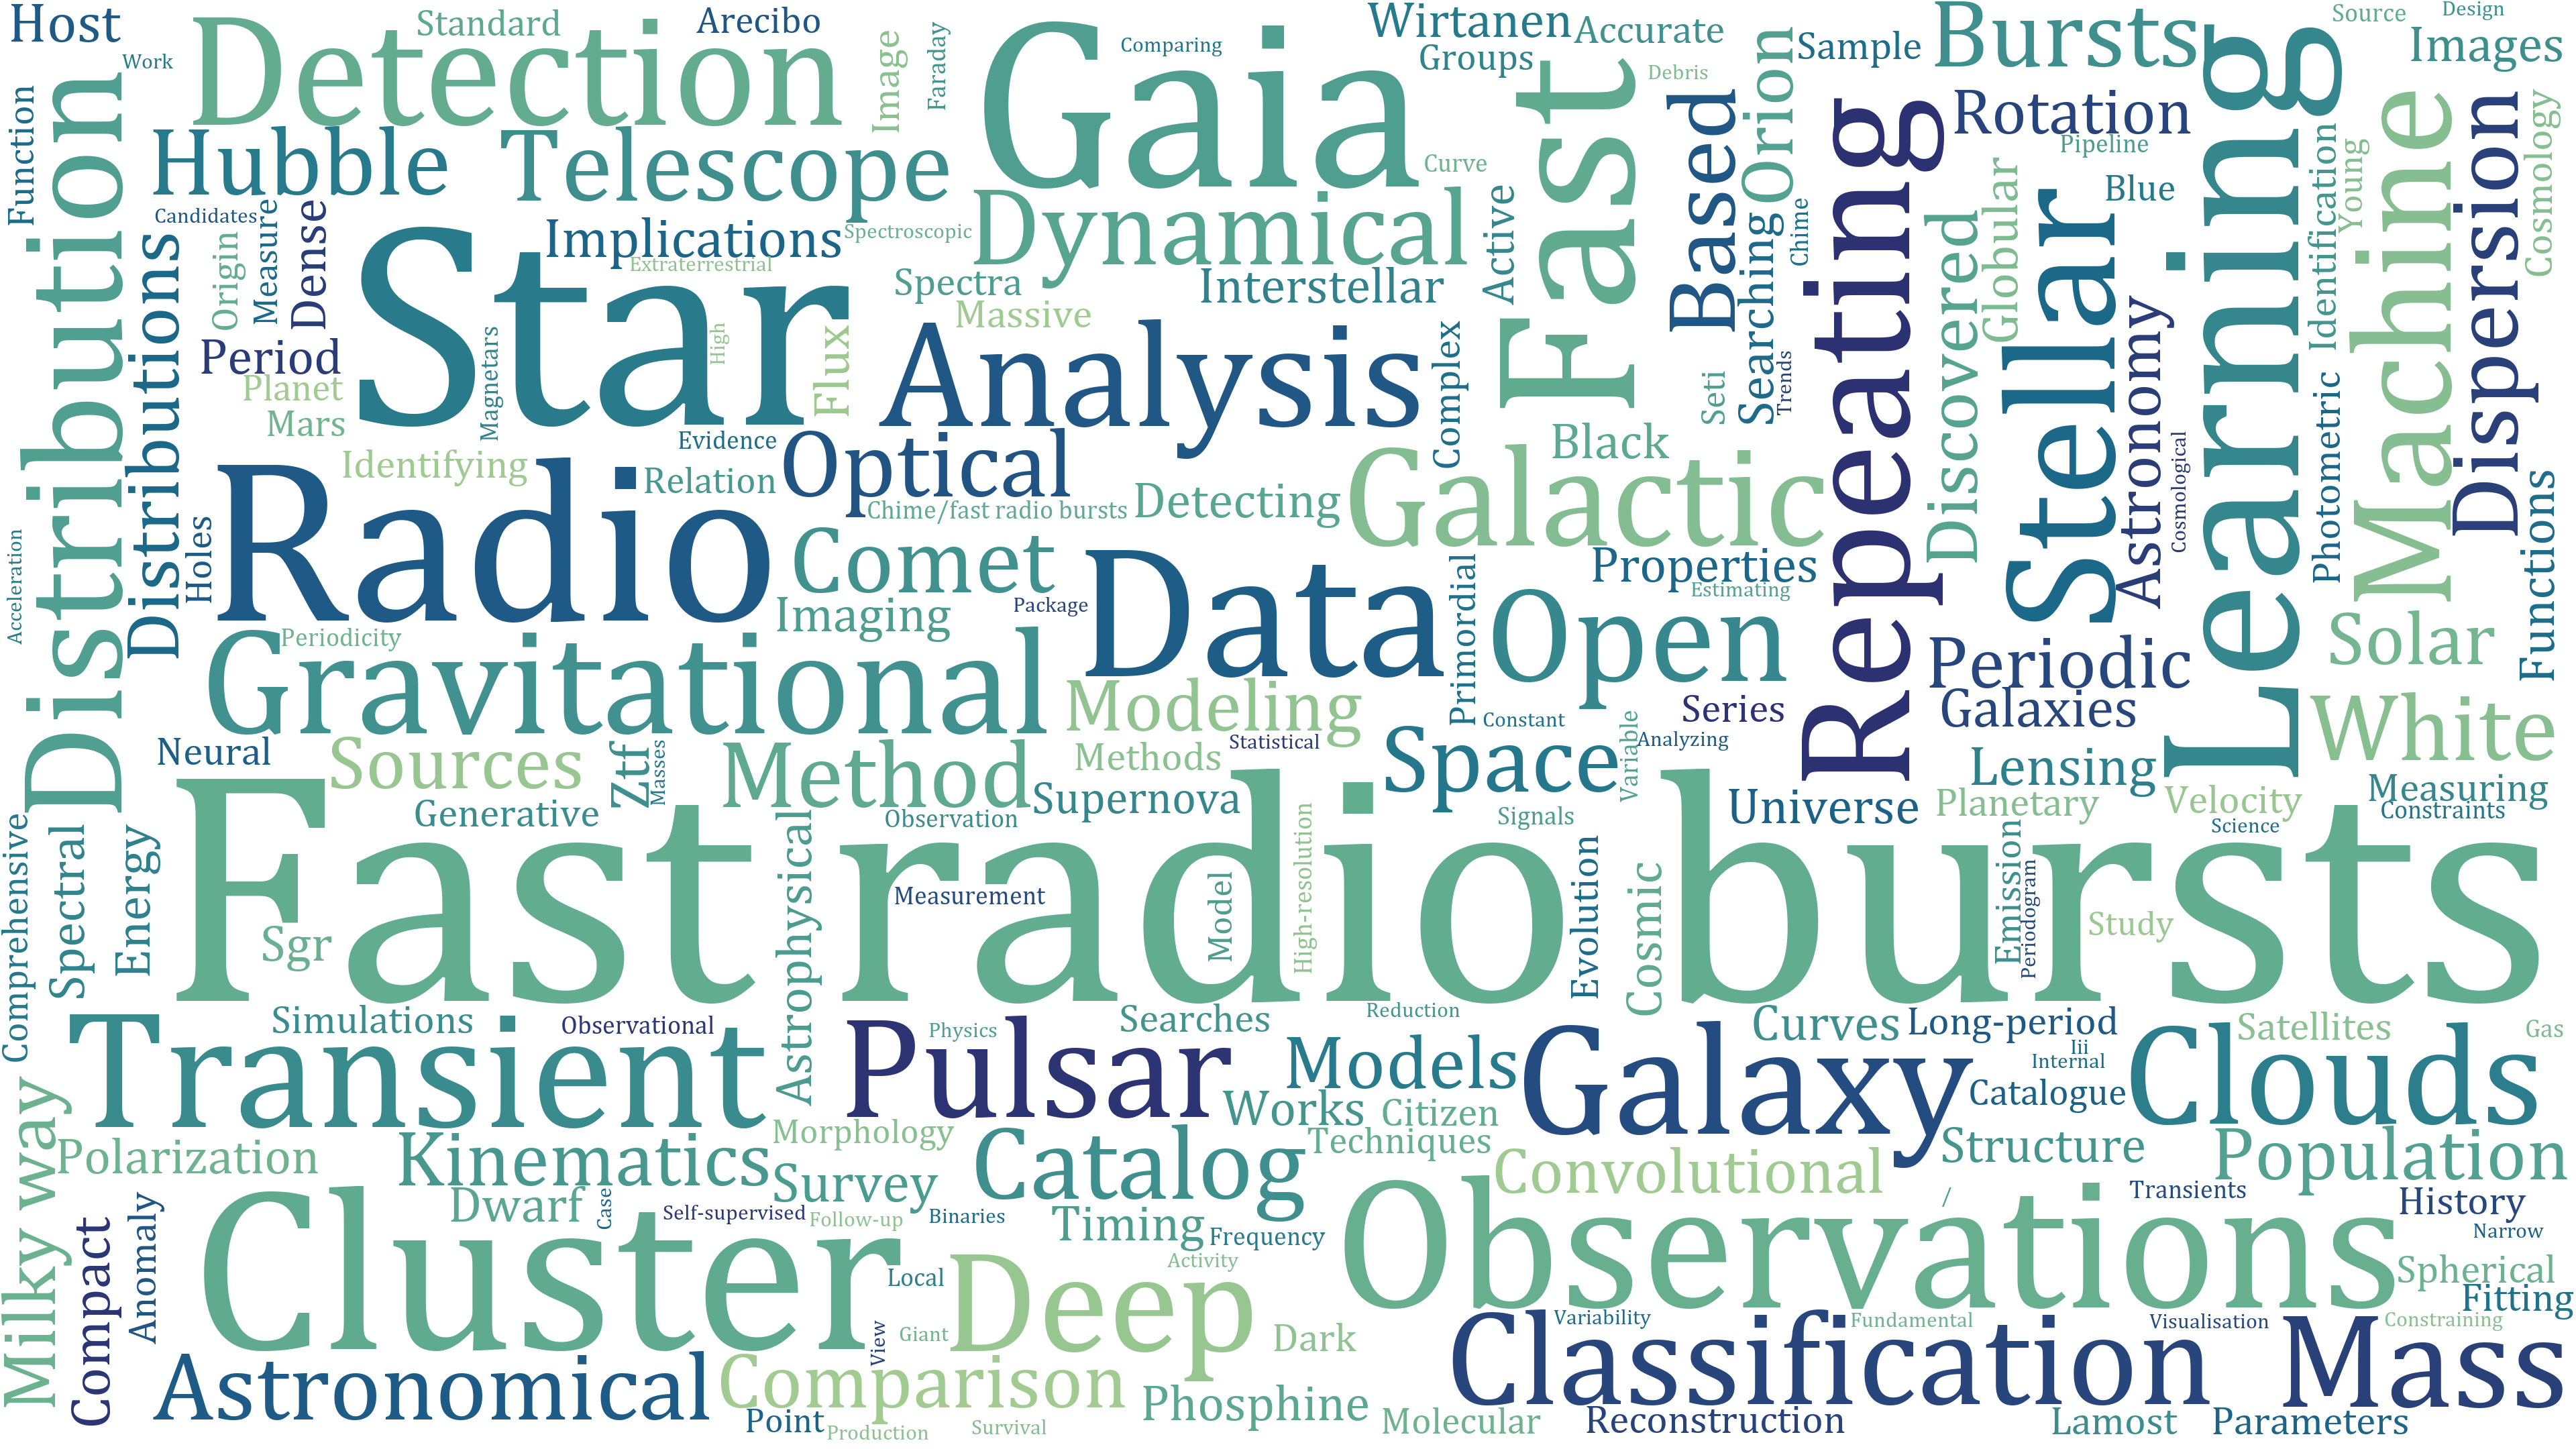 Host
Work
Detection
Standard
Arecibo
Image
Faraday
Gaia
Comparing
Wirtanen
Accurate
Groups
Debris
Orion
Sample
Bursts
Source
Design
Images
Function
Distribution
Hubble
Telescope
Curve
Fast
Based
Repeating
Rotation
Pipeline
Learning
Machine
Dispersion
Cosmology
Candidates
Distributions
Origin
Measure
Dense
Star
Implications
Spectroscopic
Extraterrestrial
Dynamical
Spectra
Interstellar
Active
Massive
Searching
Chime
Discovered
Globular
Stellar
Blue
Identification
Young
Period
Planet
Mars
Magnetars
High
Flux
Analysis
Complex
Seti
Trends
Astronomy
Photometric
Identifying
Evidence
Relation
Optical
Black
Galactic
Cosmological
Functions
Acceleration
Holes
Radio
Chime/fast radio bursts
Detecting
Comet
Imaging
Package
Data
Primordial
Properties
Estimating
Open
Periodicity
Gravitational
Modeling
Periodic
Solar
Constant
Series
Galaxies
White
Neural
Sources
Ztf
Masses
Method
Methods
Statistical
Space
Variable
Analyzing
Lensing
Generative
Supernova
Observation
Signals
Universe
Planetary
Velocity
Measuring
Constraints
Science
Comprehensive
Spectral
Energy
Sgr
Fast radio bursts
Astrophysical
Measurement
Model
High-resolution
Evolution
Cosmic
Emission
Periodogram
Study
Simulations
Observational
Transient
Pulsar
Physics
Searches
Reduction
Models
Galaxy
Curves
Long-period
Iii
Internal
Catalogue
Clouds
Satellites
Gas
Milky way
Polarization
Kinematics
Morphology
Works
Citizen
Techniques
Catalog
Convolutional
Structure
Population
Compact
Anomaly
Dwarf
Case
Survey
Self-supervised
Follow-up
Binaries
Timing
Frequency
Observations
/
Transients
History
Narrow
Cluster
Local
Activity
Deep
Spherical
Fitting
View
Giant
Dark
Variability
Fundamental
Visualisation
Constraining
Classification
Mass
Astronomical
Comparison
Phosphine
Point
Production
Survival
Molecular
Reconstruction
Lamost
Parameters